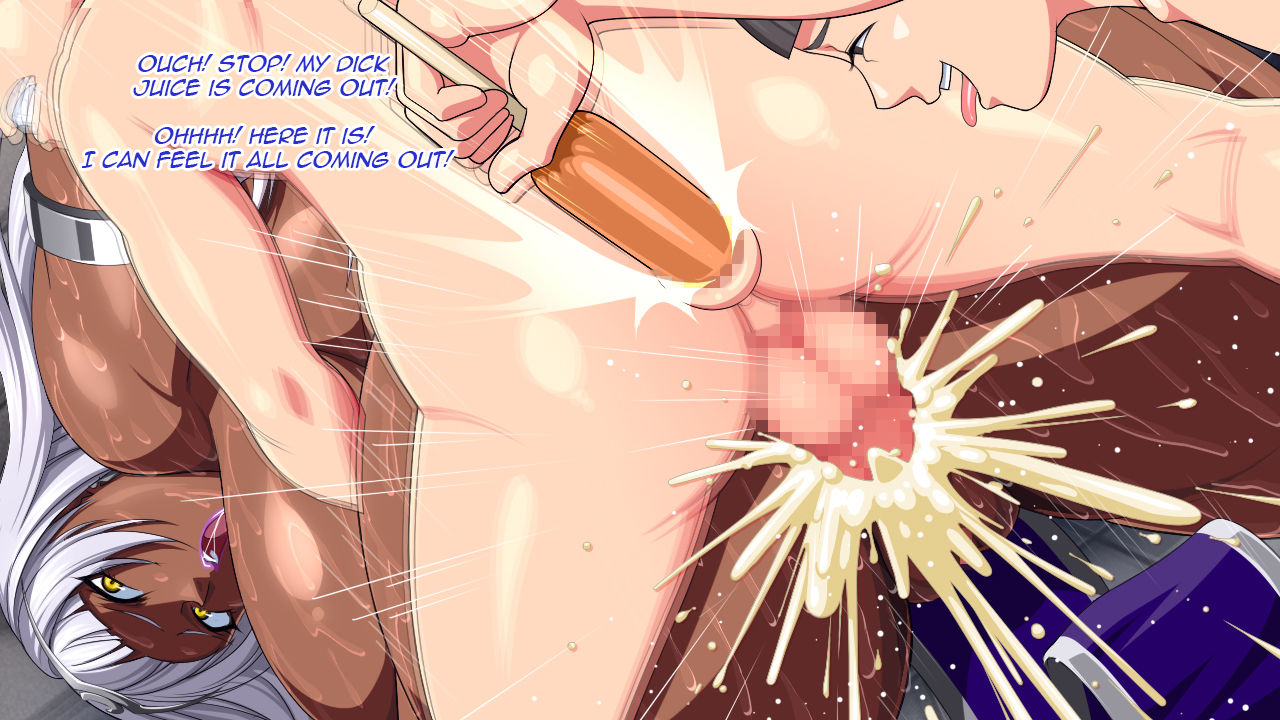 OUCH! STOP! MY DICK
JUICE IS COMING OUT!
OHHHH! HERE IT IS!
I CAN FEEL IT ALL COMING OUT!